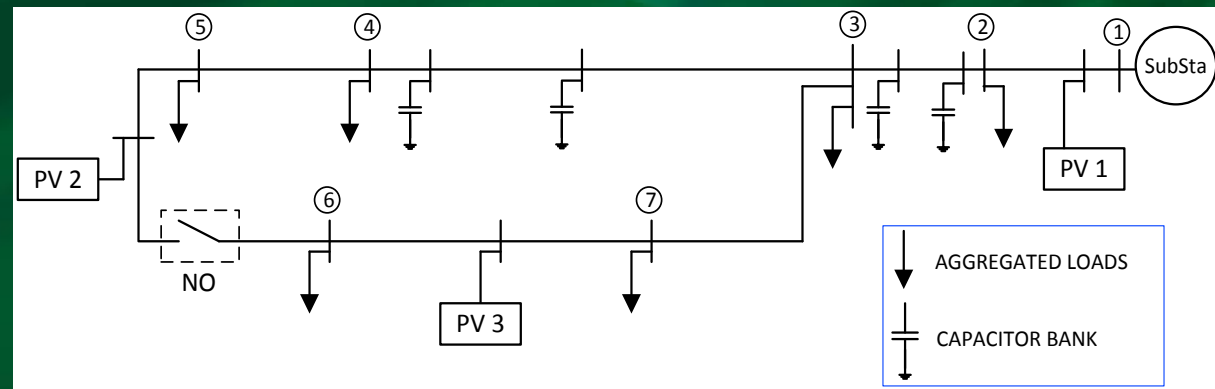 ⑤
④
③
②
①
SubSta
PV 2
PV 1
⑥
⑦
NO
PV 3
AGGREGATED LOADS
CAPACITOR BANK